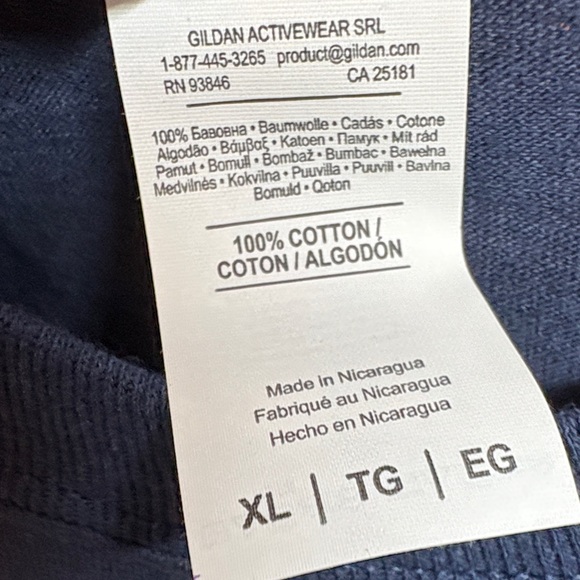 GILDAN ACTIVEWEAR SRL
1-877-445-3265 product@gildan.com
RN 93846 CA 25181
100% Бавовна • Baumwolle • Cadás • Cotone
Algodão • Βάμβαξ • Katoen • Памук • Mit rád
Pamut • Bomull • Bombaž • Bumbac • Bawełna
Medvilnės • Kokvilna • Puuvilla • Puuvill • Bavlna
Bomuld • Qoton
100% COTTON /
COTON / ALGODÓN
Made in Nicaragua
Fabriqué au Nicaragua
Hecho en Nicaragua
XL | TG | EG